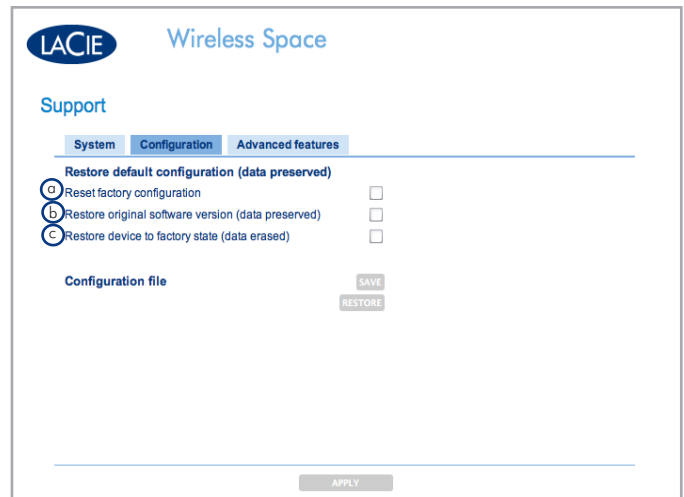 LACIE Wireless Space
Support
System Configuration Advanced features
Restore default configuration (data preserved)
a Reset factory configuration
b Restore original software version (data preserved)
c Restore device to factory state (data erased)
Configuration file SAVE
RESTORE
APPLY